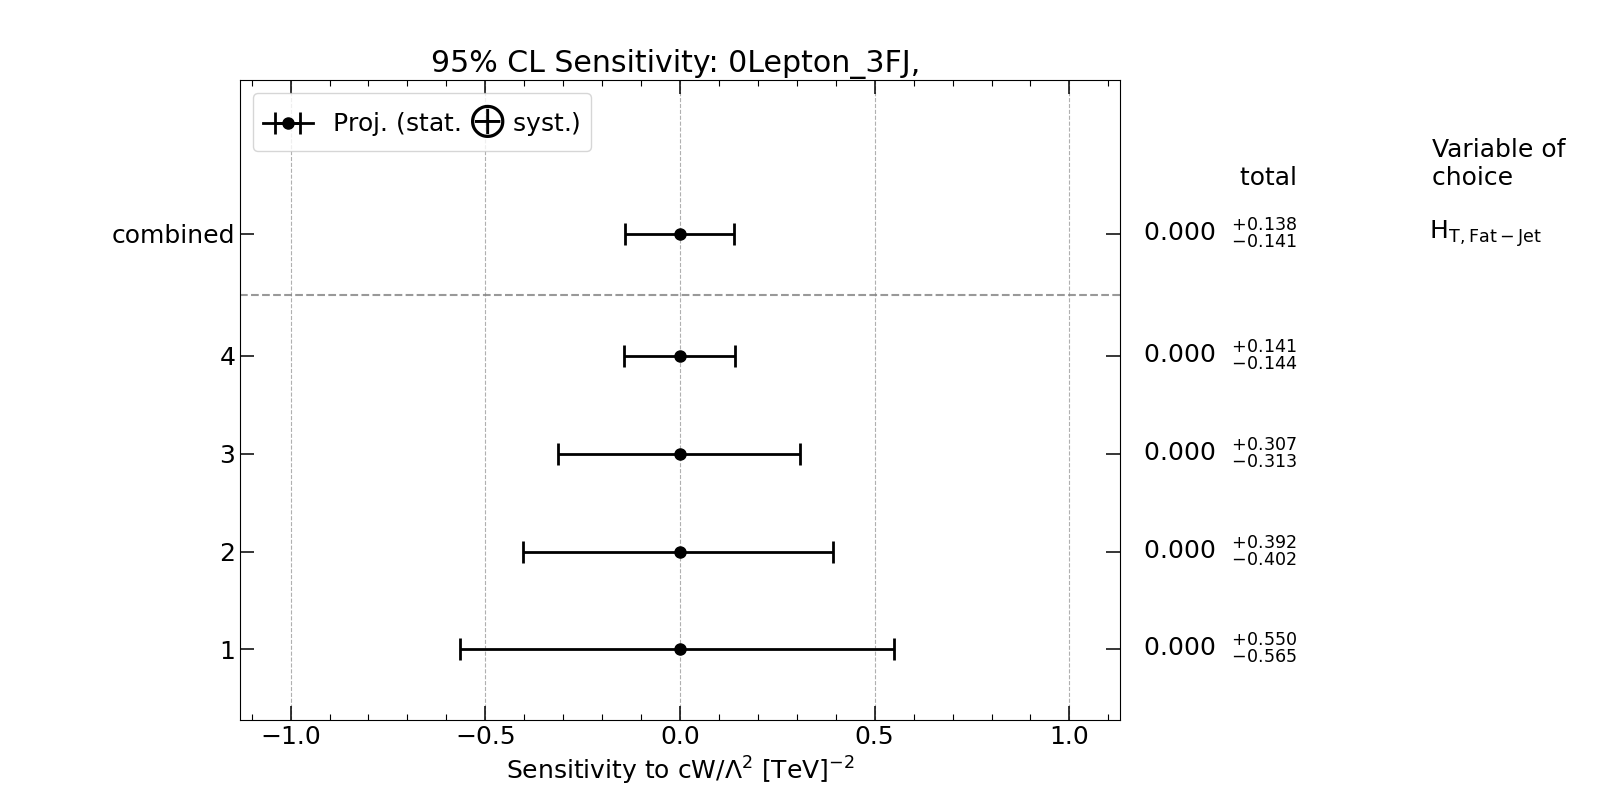 95% CL Sensitivity: 0Lepton_3FJ,
Proj. (stat. ⊕ syst.)
total
Variable of
choice
combined
0.000 +0.138 −0.141
H_{T, Fat−Jet}
4
0.000 +0.141 −0.144
3
0.000 +0.307 −0.313
2
0.000 +0.392 −0.402
1
0.000 +0.550 −0.565
−1.0 −0.5 0.0 0.5 1.0
Sensitivity to cW/Λ² [TeV]⁻²